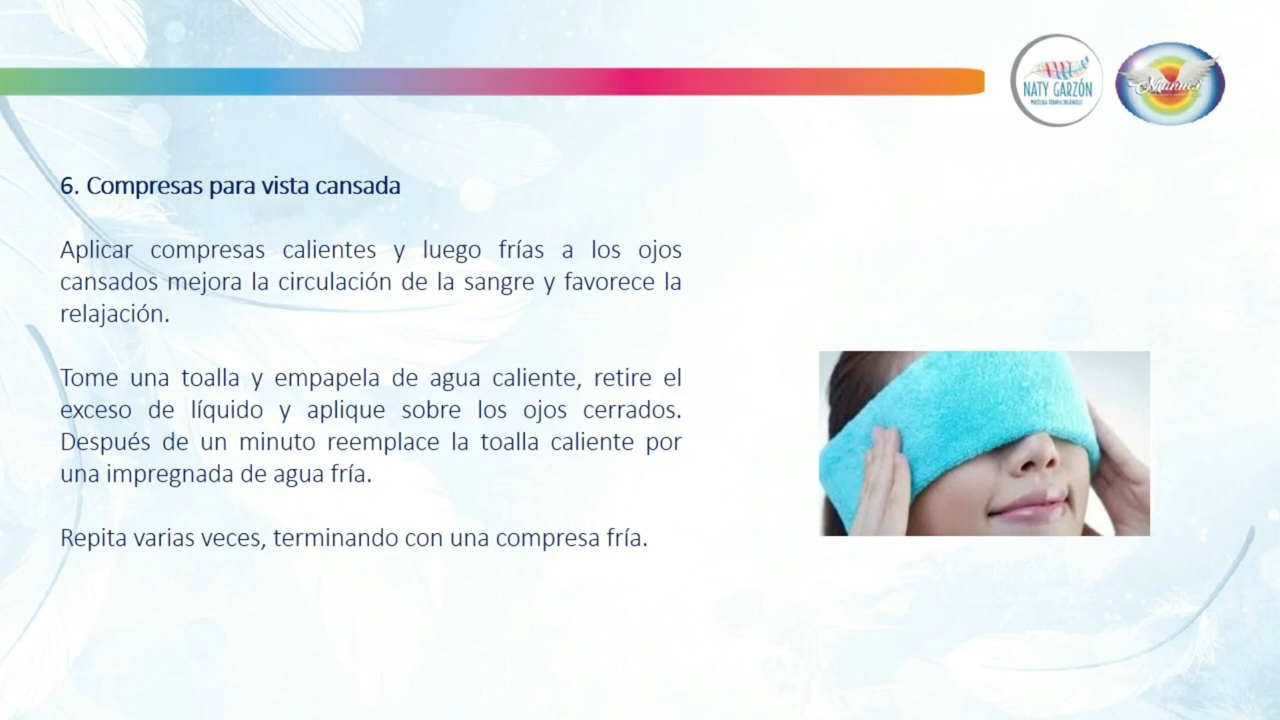 NATY GARZÓN
6. Compresas para vista cansada
Aplicar compresas calientes y luego frías a los ojos
cansados mejora la circulación de la sangre y favorece la
relajación.
Tome una toalla y empapela de agua caliente, retire el
exceso de líquido y aplique sobre los ojos cerrados.
Después de un minuto reemplace la toalla caliente por
una impregnada de agua fría.
Repita varias veces, terminando con una compresa fría.